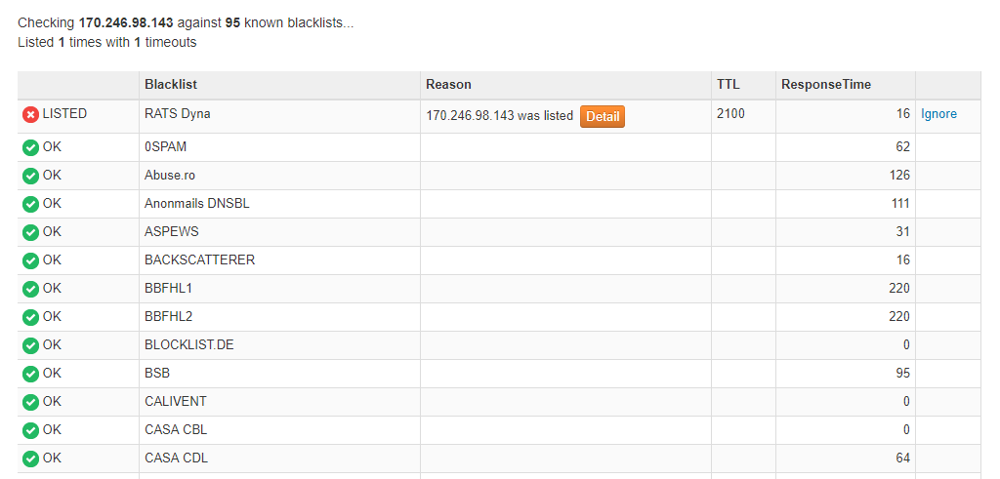 Checking 170.246.98.143 against 95 known blacklists...
Listed 1 times with 1 timeouts
Blacklist Reason TTL ResponseTime
LISTED RATS Dyna 170.246.98.143 was listed Detail 2100 16 Ignore
OK 0SPAM 62
OK Abuse.ro 126
OK Anonmails DNSBL 111
OK ASPEWS 31
OK BACKSCATTERER 16
OK BBFHL1 220
OK BBFHL2 220
OK BLOCKLIST.DE 0
OK BSB 95
OK CALIVENT 0
OK CASA CBL 0
OK CASA CDL 64